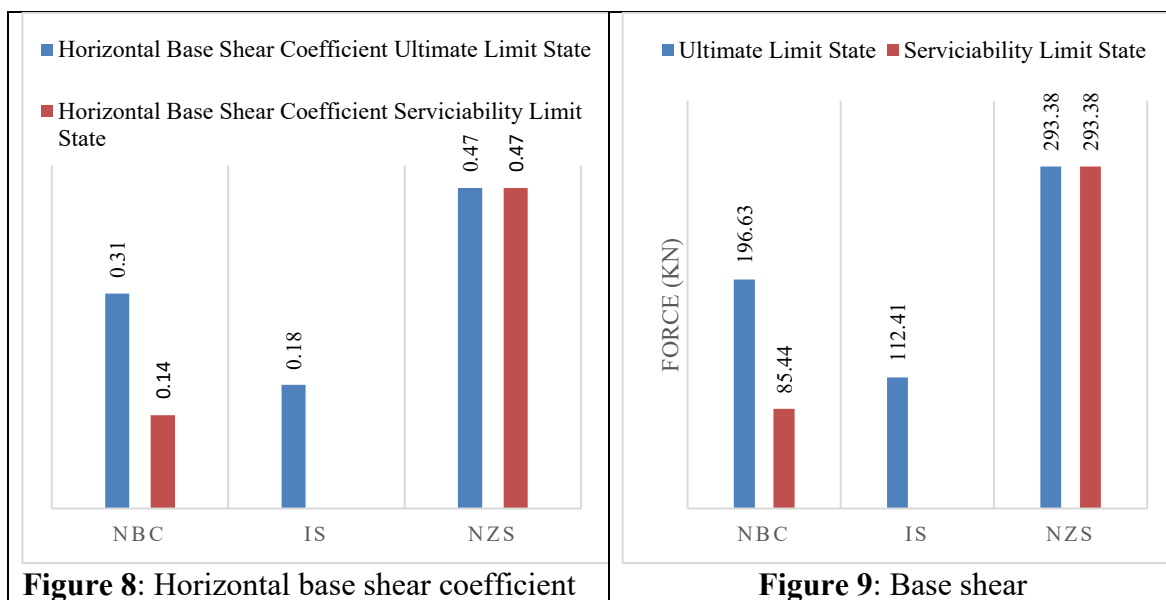 Horizontal Base Shear Coefficient Ultimate Limit State
Horizontal Base Shear Coefficient Serviciability Limit
State
0.31
0.14
0.18
0.47
0.47
NBC
IS
NZS
Figure 8: Horizontal base shear coefficient
Ultimate Limit State
Serviciability Limit State
FORCE (KN)
196.63
85.44
112.41
293.38
293.38
NBC
IS
NZS
Figure 9: Base shear